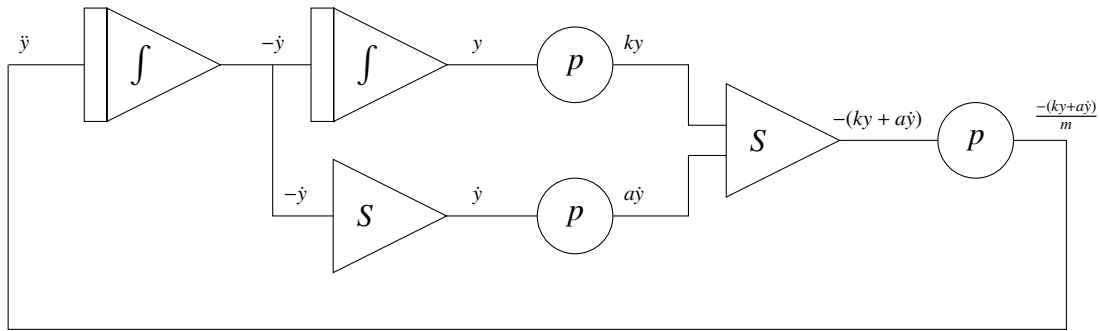 ÿ ∫ −ẏ ∫ y p ky
S −(ky + aẏ) p −(ky+aẏ)/m
−ẏ S ẏ p aẏ